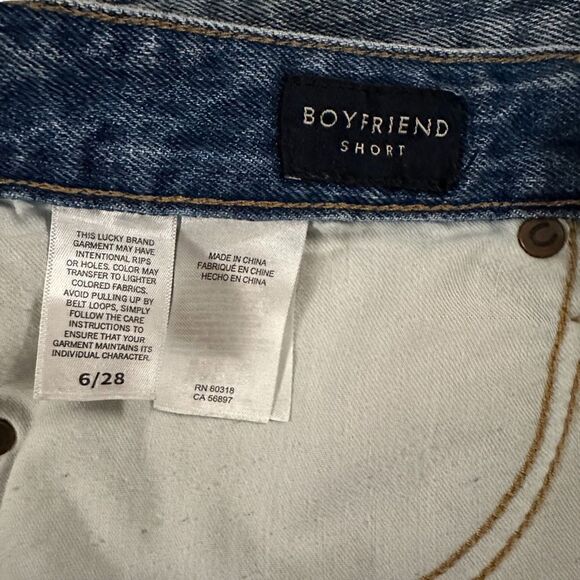 BOYFRIEND
SHORT
THIS LUCKY BRAND
GARMENT MAY HAVE
INTENTIONAL RIPS
OR HOLES. COLOR MAY
TRANSFER TO LIGHTER
COLORED FABRICS.
AVOID PULLING UP BY
BELT LOOPS, SIMPLY
FOLLOW THE CARE
INSTRUCTIONS TO
ENSURE THAT YOUR
GARMENT MAINTAINS ITS
INDIVIDUAL CHARACTER.
6/28
MADE IN CHINA
FABRIQUÉ EN CHINE
HECHO EN CHINA
RN 80318
CA 56897